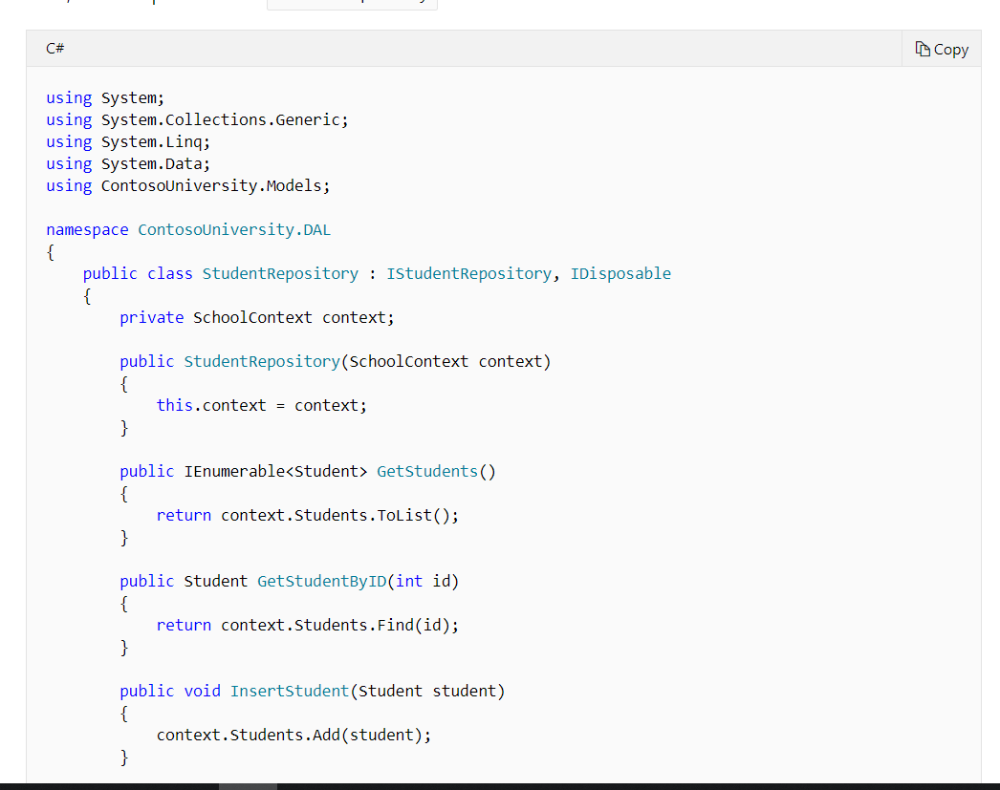 C#
Copy
using System;
using System.Collections.Generic;
using System.Linq;
using System.Data;
using ContosoUniversity.Models;
namespace ContosoUniversity.DAL
{
    public class StudentRepository : IStudentRepository, IDisposable
    {
        private SchoolContext context;
        public StudentRepository(SchoolContext context)
        {
            this.context = context;
        }
        public IEnumerable<Student> GetStudents()
        {
            return context.Students.ToList();
        }
        public Student GetStudentByID(int id)
        {
            return context.Students.Find(id);
        }
        public void InsertStudent(Student student)
        {
            context.Students.Add(student);
        }